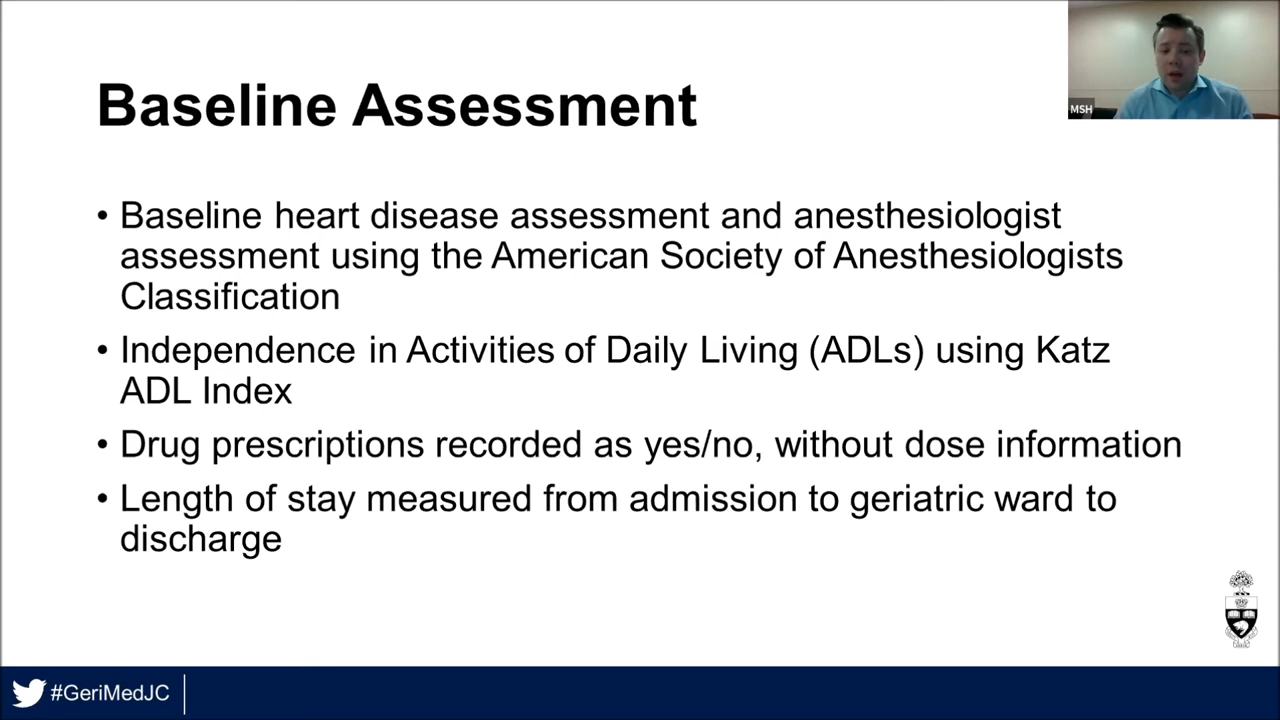 Baseline Assessment
MSH
• Baseline heart disease assessment and anesthesiologist
assessment using the American Society of Anesthesiologists
Classification
• Independence in Activities of Daily Living (ADLs) using Katz
ADL Index
• Drug prescriptions recorded as yes/no, without dose information
• Length of stay measured from admission to geriatric ward to
discharge
#GeriMedJC